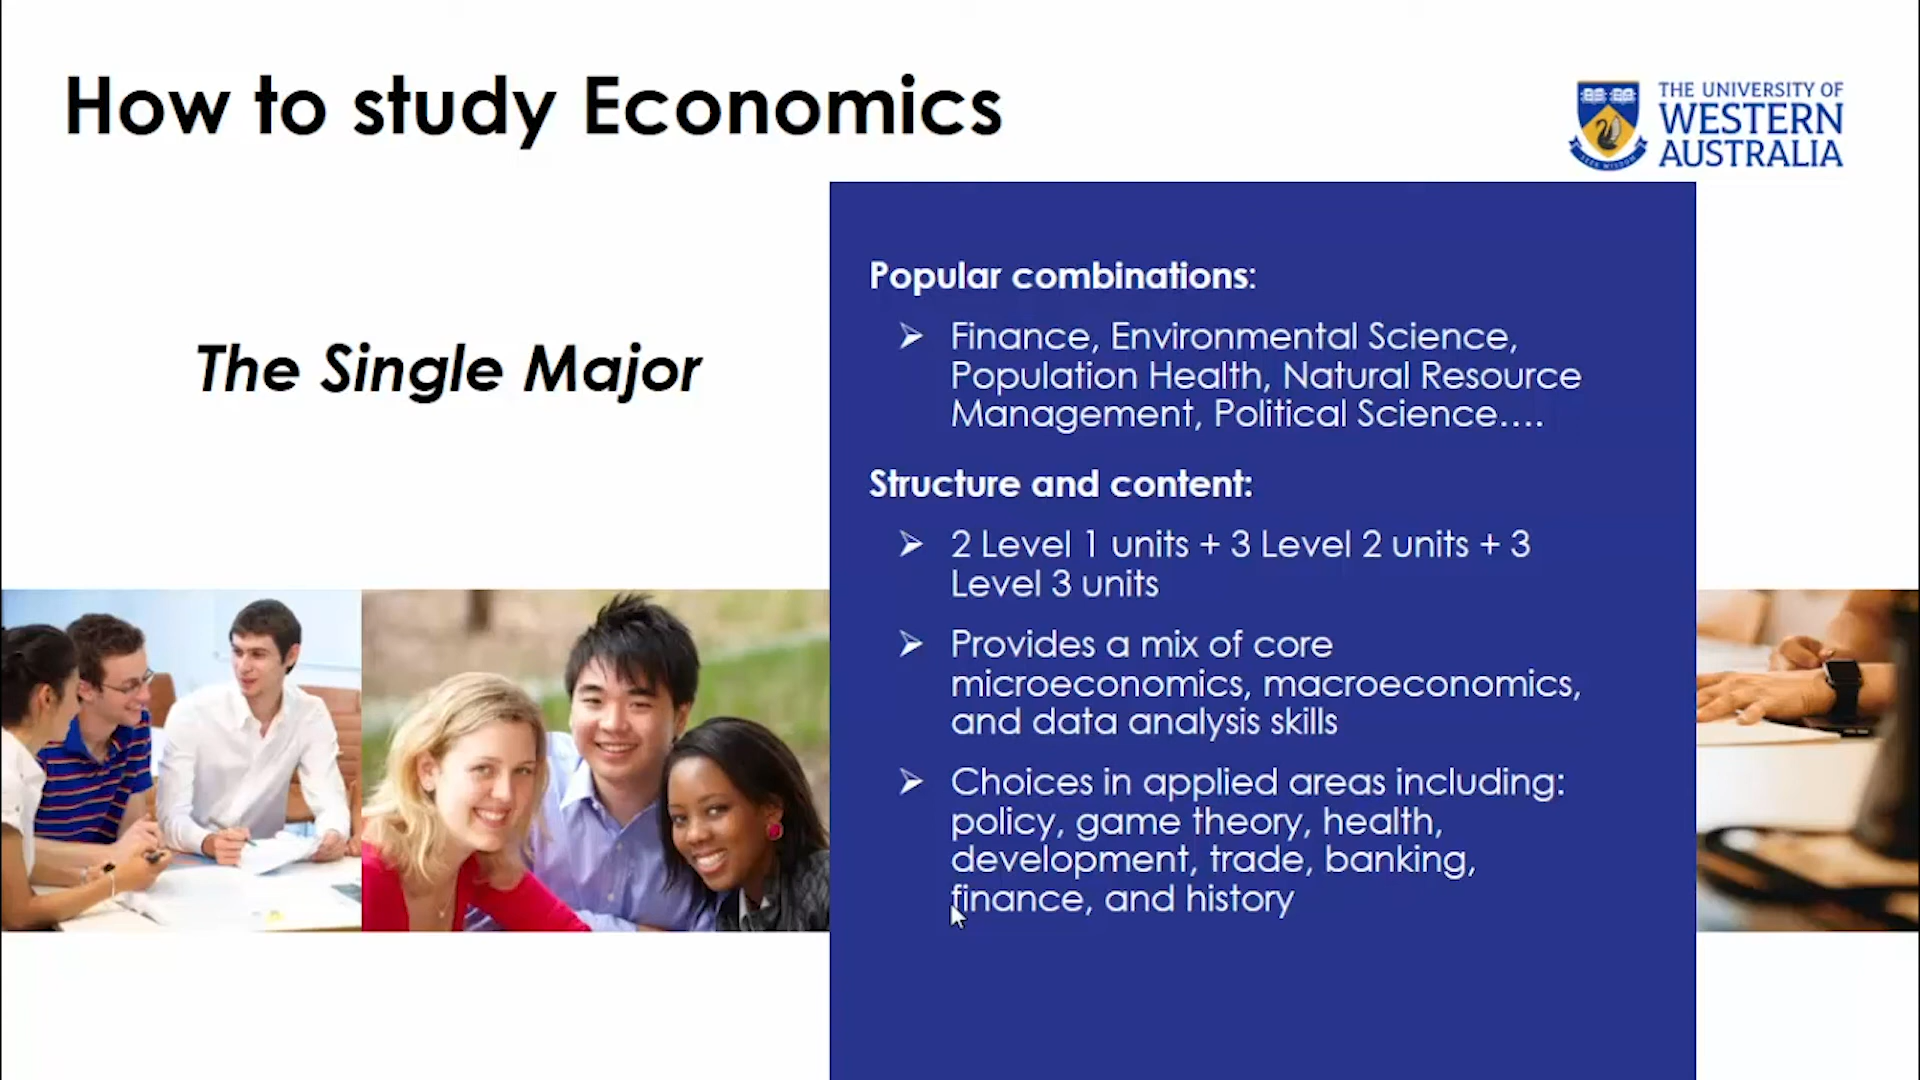 How to study Economics
THE UNIVERSITY OF
WESTERN
AUSTRALIA
SEEK WISDOM
The Single Major
Popular combinations:
Finance, Environmental Science,
Population Health, Natural Resource
Management, Political Science….
Structure and content:
2 Level 1 units + 3 Level 2 units + 3
Level 3 units
Provides a mix of core
microeconomics, macroeconomics,
and data analysis skills
Choices in applied areas including:
policy, game theory, health,
development, trade, banking,
finance, and history